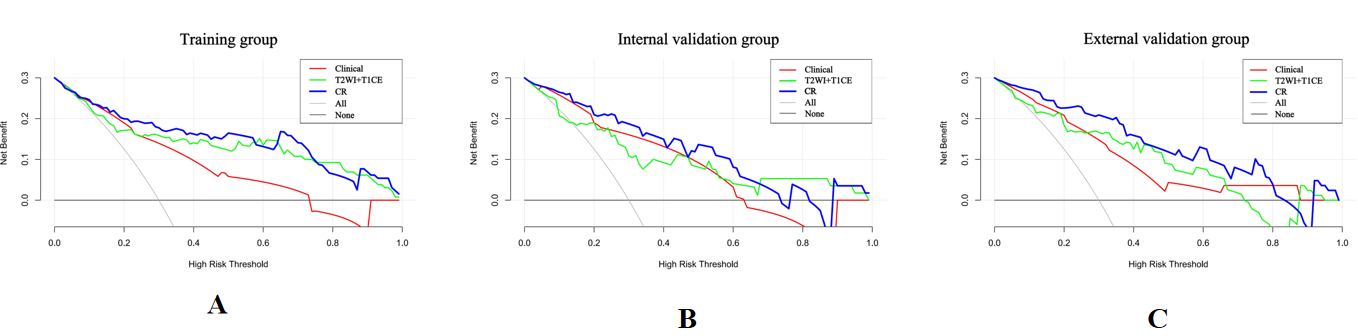 Training group
Net Benefit
0.3
0.2
0.1
0.0
Clinical
T2WI+T1CE
CR
All
None
0.0 0.2 0.4 0.6 0.8 1.0
High Risk Threshold
A
Internal validation group
Net Benefit
0.3
0.2
0.1
0.0
Clinical
T2WI+T1CE
CR
All
None
0.0 0.2 0.4 0.6 0.8 1.0
High Risk Threshold
B
External validation group
Net Benefit
0.3
0.2
0.1
0.0
Clinical
T2WI+T1CE
CR
All
None
0.0 0.2 0.4 0.6 0.8 1.0
High Risk Threshold
C